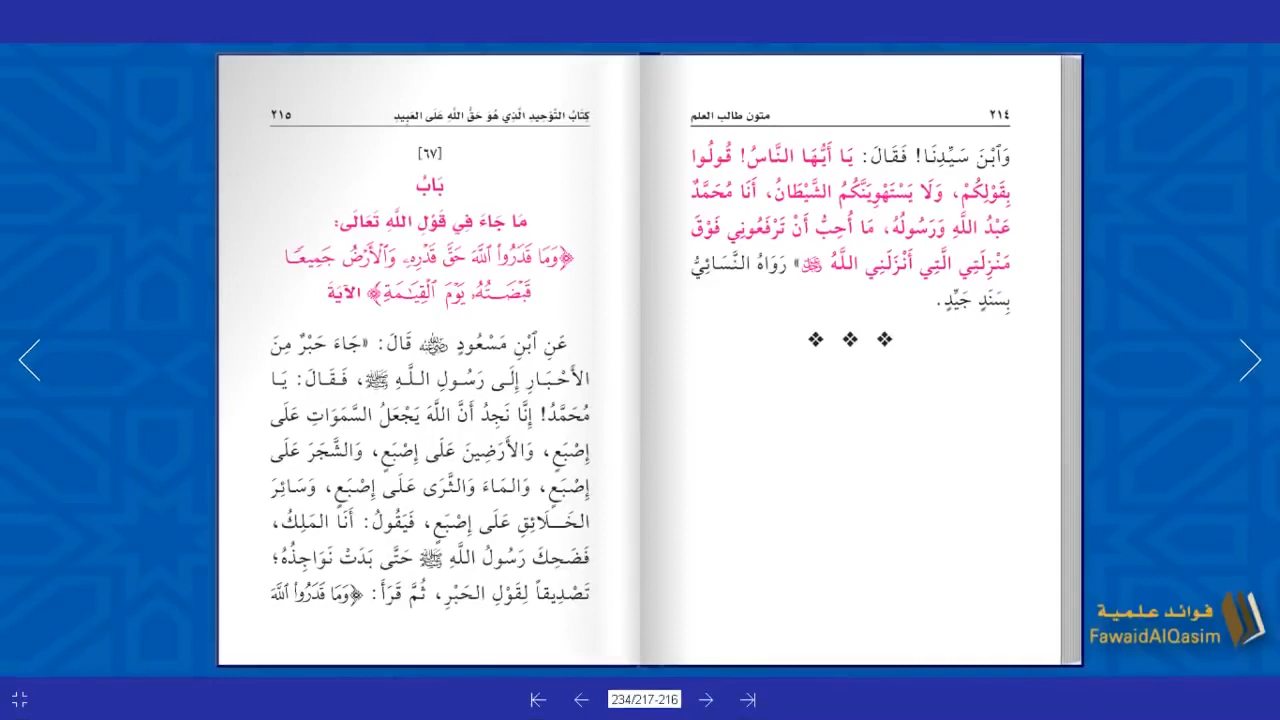 ٢١٤ متون طالب العلم
وَٱبْنَ سَيِّدِنَا! فَقَالَ: يَا أَيُّهَا النَّاسُ! قُولُوا
بِقَوْلِكُمْ، وَلَا يَسْتَهْوِيَنَّكُمُ الشَّيْطَانُ، أَنَا مُحَمَّدٌ
عَبْدُ اللَّهِ وَرَسُولُهُ، مَا أُحِبُّ أَنْ تَرْفَعُونِي فَوْقَ
مَنْزِلَتِي الَّتِي أَنْزَلَنِي اللَّهُ ﷻ» رَوَاهُ النَّسَائِيُّ
بِسَنَدٍ جَيِّدٍ.
كِتَابُ التَّوْحِيدِ الَّذِي هُوَ حَقُّ اللَّهِ عَلَى العَبِيدِ ٢١٥
[٦٧]
بَابُ
مَا جَاءَ فِي قَوْلِ اللَّهِ تَعَالَى:
﴿وَمَا قَدَرُوا۟ ٱللَّهَ حَقَّ قَدْرِهِۦ وَٱلْأَرْضُ جَمِيعًا
قَبْضَتُهُۥ يَوْمَ ٱلْقِيَٰمَةِ﴾ الآيَةَ
عَنِ ٱبْنِ مَسْعُودٍ رضي الله عنه قَالَ: «جَاءَ حَبْرٌ مِنَ
الأَحْبَارِ إِلَى رَسُولِ اللَّهِ ﷺ، فَقَالَ: يَا
مُحَمَّدُ! إِنَّا نَجِدُ أَنَّ اللَّهَ يَجْعَلُ السَّمَوَاتِ عَلَى
إِصْبَعٍ، وَالأَرَضِينَ عَلَى إِصْبَعٍ، وَالشَّجَرَ عَلَى
إِصْبَعٍ، وَالمَاءَ وَالثَّرَى عَلَى إِصْبَعٍ، وَسَائِرَ
الخَلَائِقِ عَلَى إِصْبَعٍ، فَيَقُولُ: أَنَا المَلِكُ،
فَضَحِكَ رَسُولُ اللَّهِ ﷺ حَتَّى بَدَتْ نَوَاجِذُهُ؛
تَصْدِيقاً لِقَوْلِ الحَبْرِ، ثُمَّ قَرَأَ: ﴿وَمَا قَدَرُوا۟ ٱللَّهَ
فوائد علمية
FawaidAlQasim
234/217-216